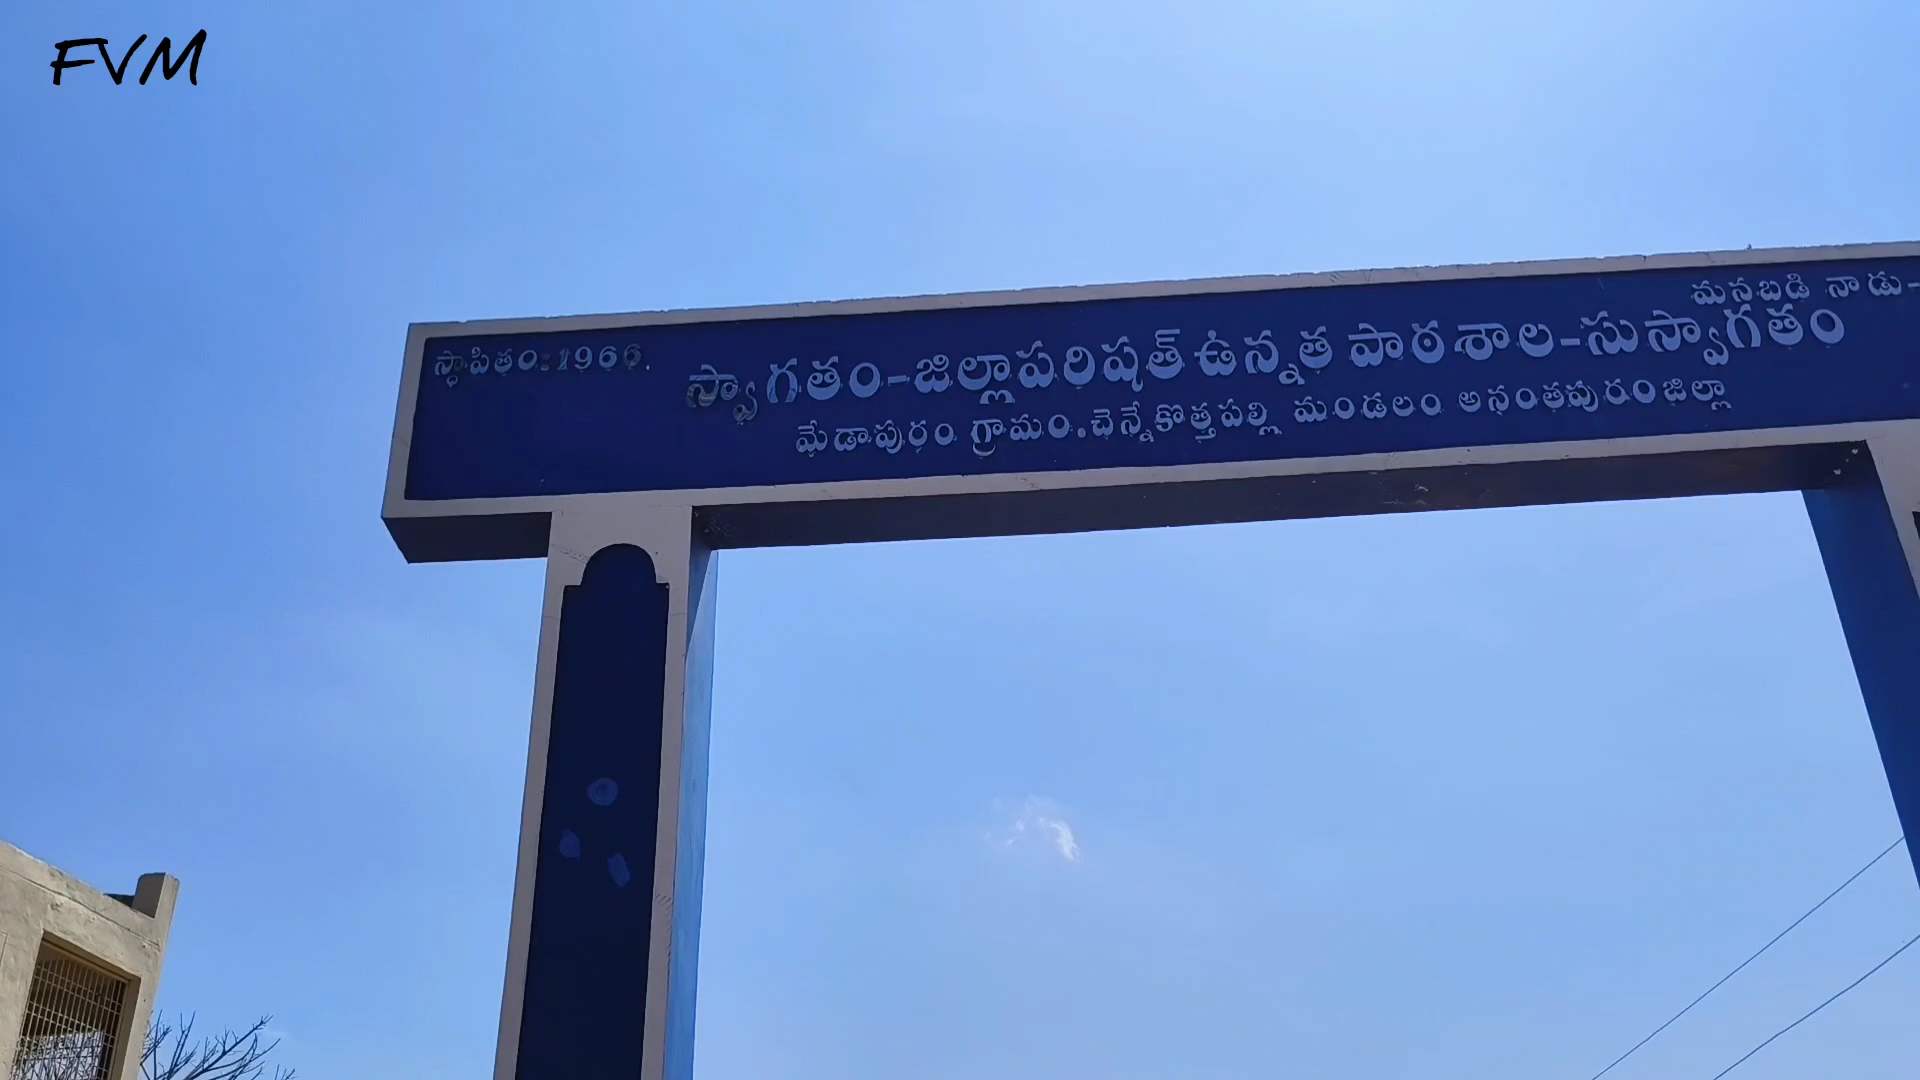 FVM
మనబడి నాడు-
స్థాపితం:1966.
స్వాగతం-జిల్లాపరిషత్ ఉన్నత పాఠశాల-సుస్వాగతం
మేడాపురం గ్రామం.చెన్నేకొత్తపల్లి మండలం అనంతపురంజిల్లా